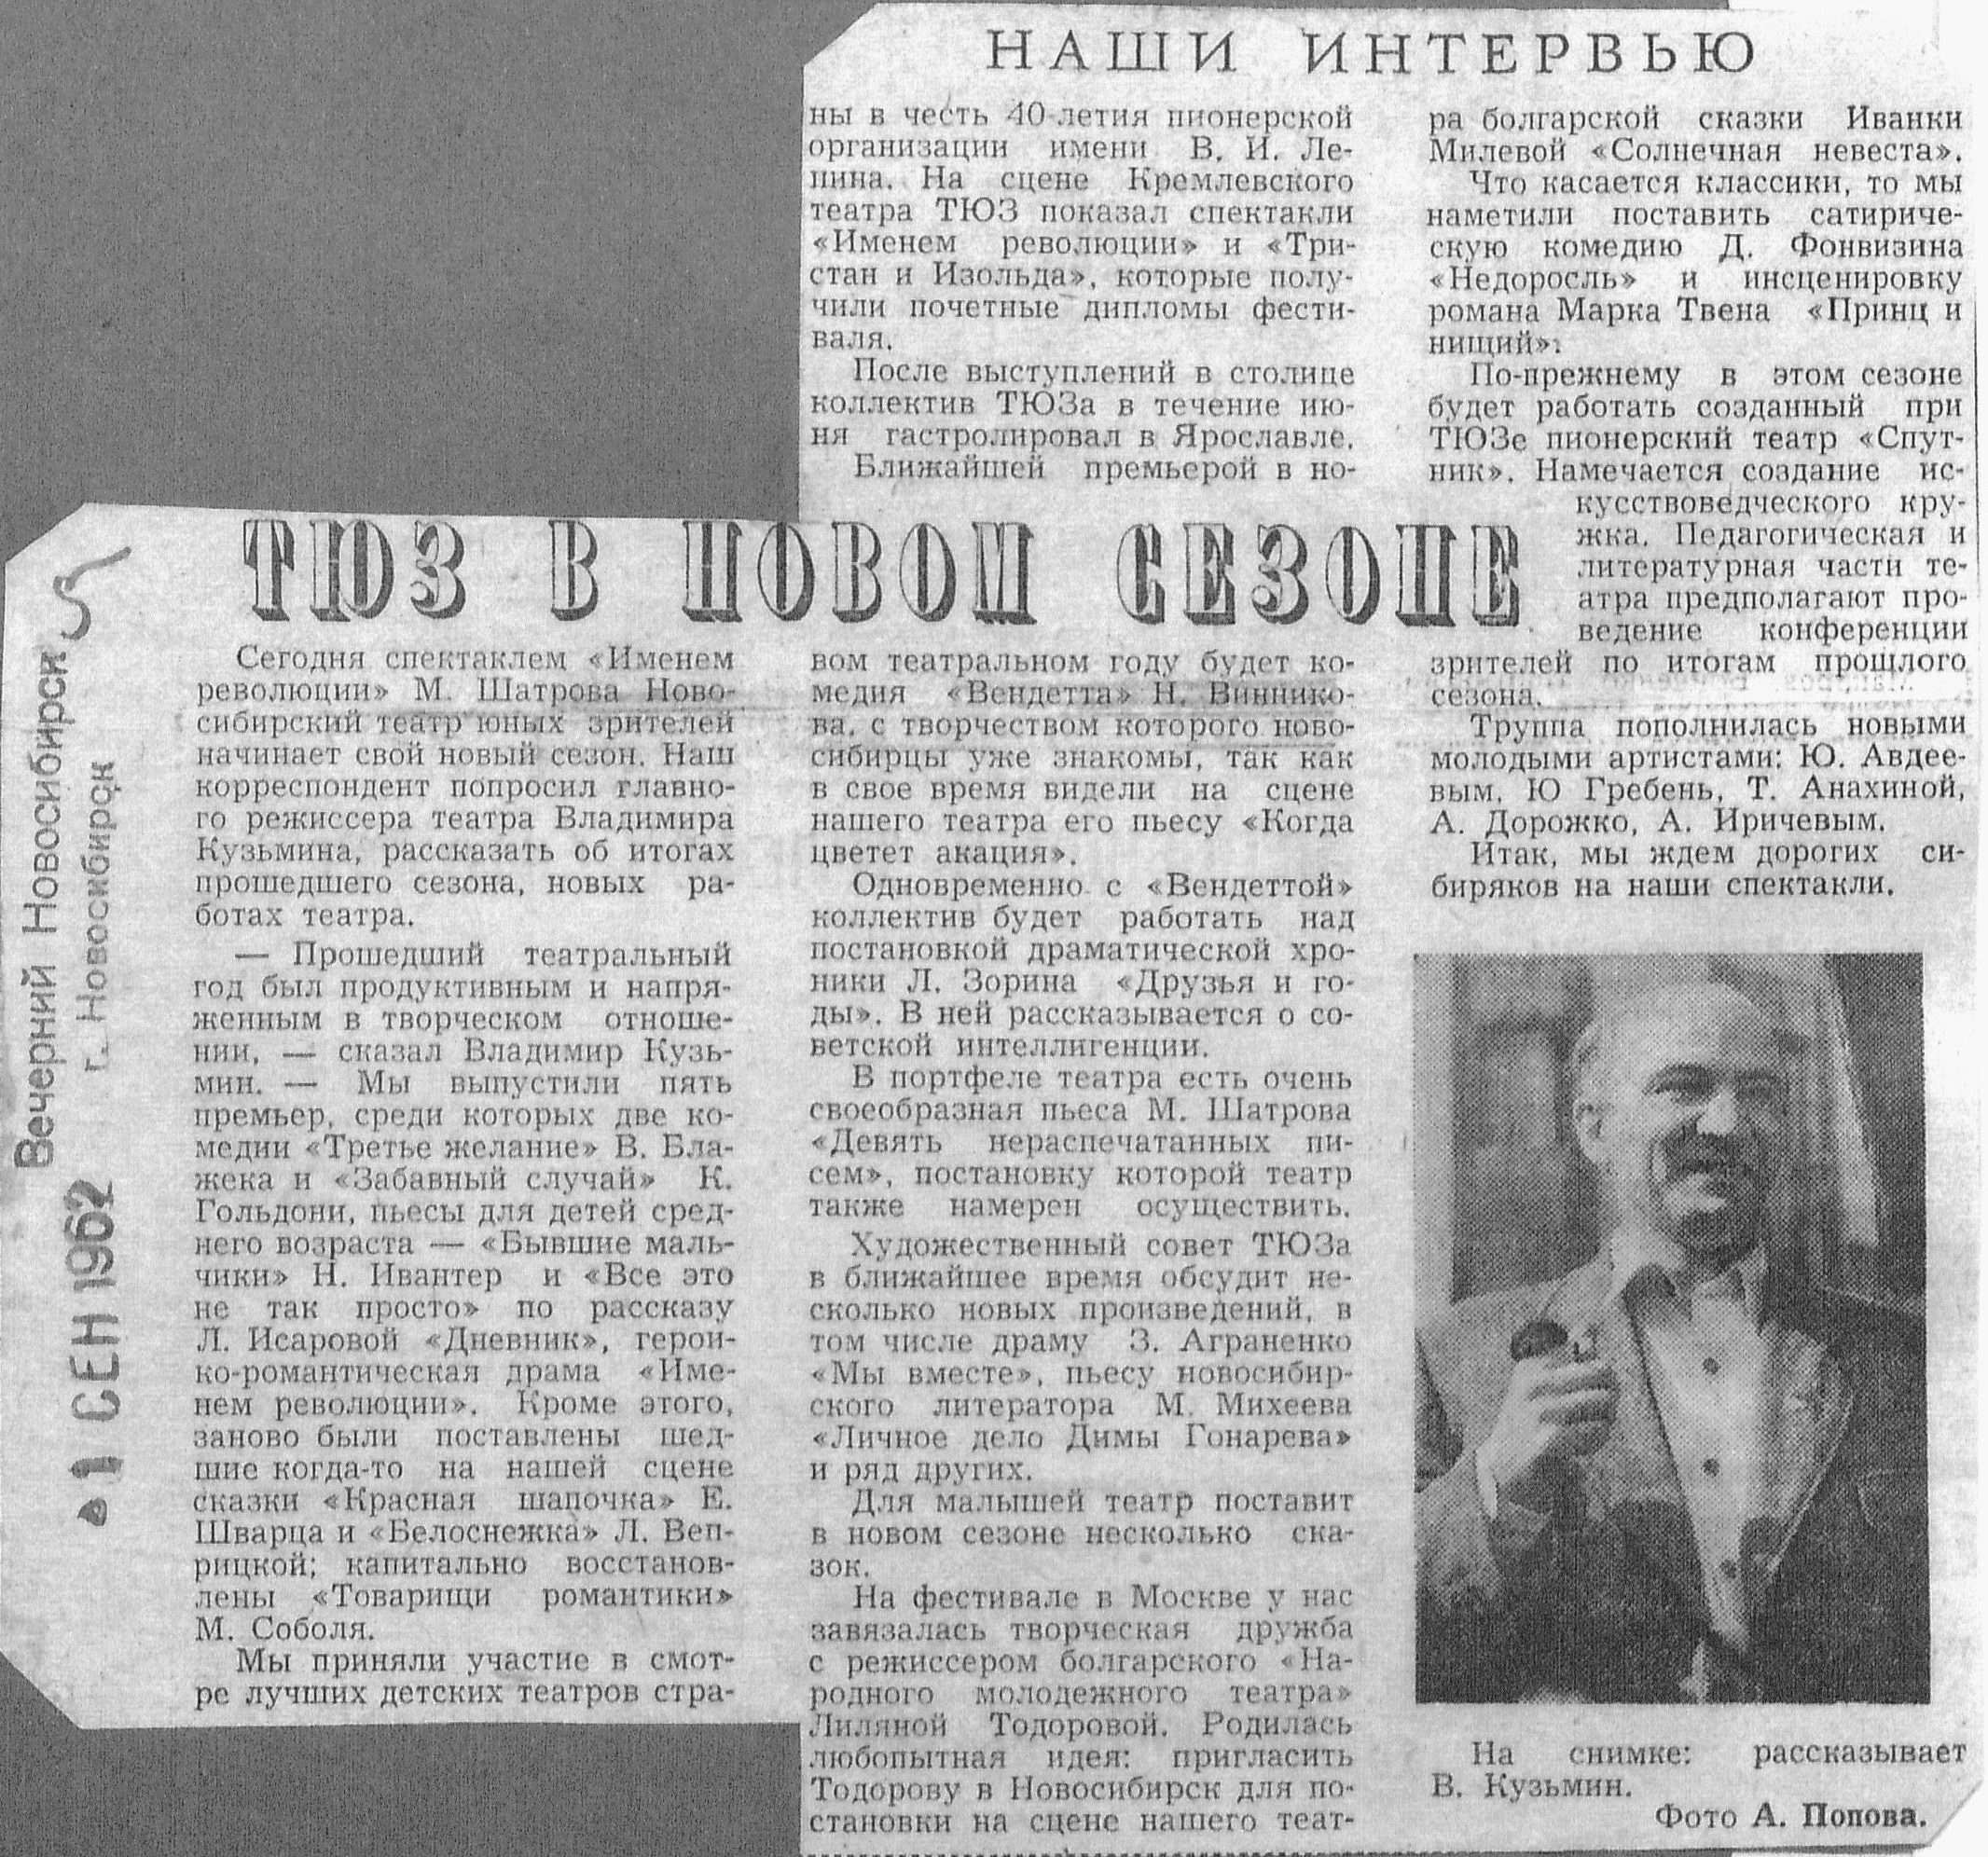 НАШИ ИНТЕРВЬЮ
ТЮЗ В НОВОМ СЕЗОНЕ
Вечерний Новосибирск
г. Новосибирск
1 СЕН 1962
5
Сегодня спектаклем «Именем
революции» М. Шатрова Ново-
сибирский театр юных зрителей
начинает свой новый сезон. Наш
корреспондент попросил главно-
го режиссера театра Владимира
Кузьмина, рассказать об итогах
прошедшего сезона, новых ра-
ботах театра.
— Прошедший театральный
год был продуктивным и напря-
женным в творческом отноше-
нии, — сказал Владимир Кузь-
мин. — Мы выпустили пять
премьер, среди которых две ко-
медии «Третье желание» В. Бла-
жека и «Забавный случай» К.
Гольдони, пьесы для детей сред-
него возраста — «Бывшие маль-
чики» Н. Ивантер и «Все это
не так просто» по рассказу
Л. Исаровой «Дневник», герои-
ко-романтическая драма «Име-
нем революции». Кроме этого,
заново были поставлены шед-
шие когда-то на нашей сцене
сказки «Красная шапочка» Е.
Шварца и «Белоснежка» Л. Веп-
рицкой; капитально восстанов-
лены «Товарищи романтики»
М. Соболя.
Мы приняли участие в смот-
ре лучших детских театров стра-
ны в честь 40-летия пионерской
организации имени В. И. Ле-
нина. На сцене Кремлевского
театра ТЮЗ показал спектакли
«Именем революции» и «Три-
стан и Изольда», которые полу-
чили почетные дипломы фести-
валя.
После выступлений в столице
коллектив ТЮЗа в течение ию-
ня гастролировал в Ярославле.
Ближайшей премьерой в но-
вом театральном году будет ко-
медия «Вендетта» Н. Виннико-
ва, с творчеством которого ново-
сибирцы уже знакомы, так как
в свое время видели на сцене
нашего театра его пьесу «Когда
цветет акация».
Одновременно с «Вендеттой»
коллектив будет работать над
постановкой драматической хро-
ники Л. Зорина «Друзья и го-
ды». В ней рассказывается о со-
ветской интеллигенции.
В портфеле театра есть очень
своеобразная пьеса М. Шатрова
«Девять нераспечатанных пи-
сем», постановку которой театр
также намерен осуществить.
Художественный совет ТЮЗа
в ближайшее время обсудит не-
сколько новых произведений, в
том числе драму З. Аграненко
«Мы вместе», пьесу новосибир-
ского литератора М. Михеева
«Личное дело Димы Гонарева»
и ряд других.
Для малышей театр поставит
в новом сезоне несколько ска-
зок.
На фестивале в Москве у нас
завязалась творческая дружба
с режиссером болгарского «На-
родного молодежного театра»
Лиляной Тодоровой. Родилась
любопытная идея: пригласить
Тодорову в Новосибирск для по-
становки на сцене нашего теат-
ра болгарской сказки Иванки
Милевой «Солнечная невеста».
Что касается классики, то мы
наметили поставить сатириче-
скую комедию Д. Фонвизина
«Недоросль» и инсценировку
романа Марка Твена «Принц и
нищий».
По-прежнему в этом сезоне
будет работать созданный при
ТЮЗе пионерский театр «Спут-
ник». Намечается создание ис-
кусствоведческого кру-
жка. Педагогическая и
литературная части те-
атра предполагают про-
ведение конференции
зрителей по итогам прошлого
сезона.
Труппа пополнилась новыми
молодыми артистами: Ю. Авдее-
вым, Ю Гребень, Т. Анахиной,
А. Дорожко, А. Иричевым.
Итак, мы ждем дорогих си-
биряков на наши спектакли.
На снимке: рассказывает
В. Кузьмин.
Фото А. Попова.